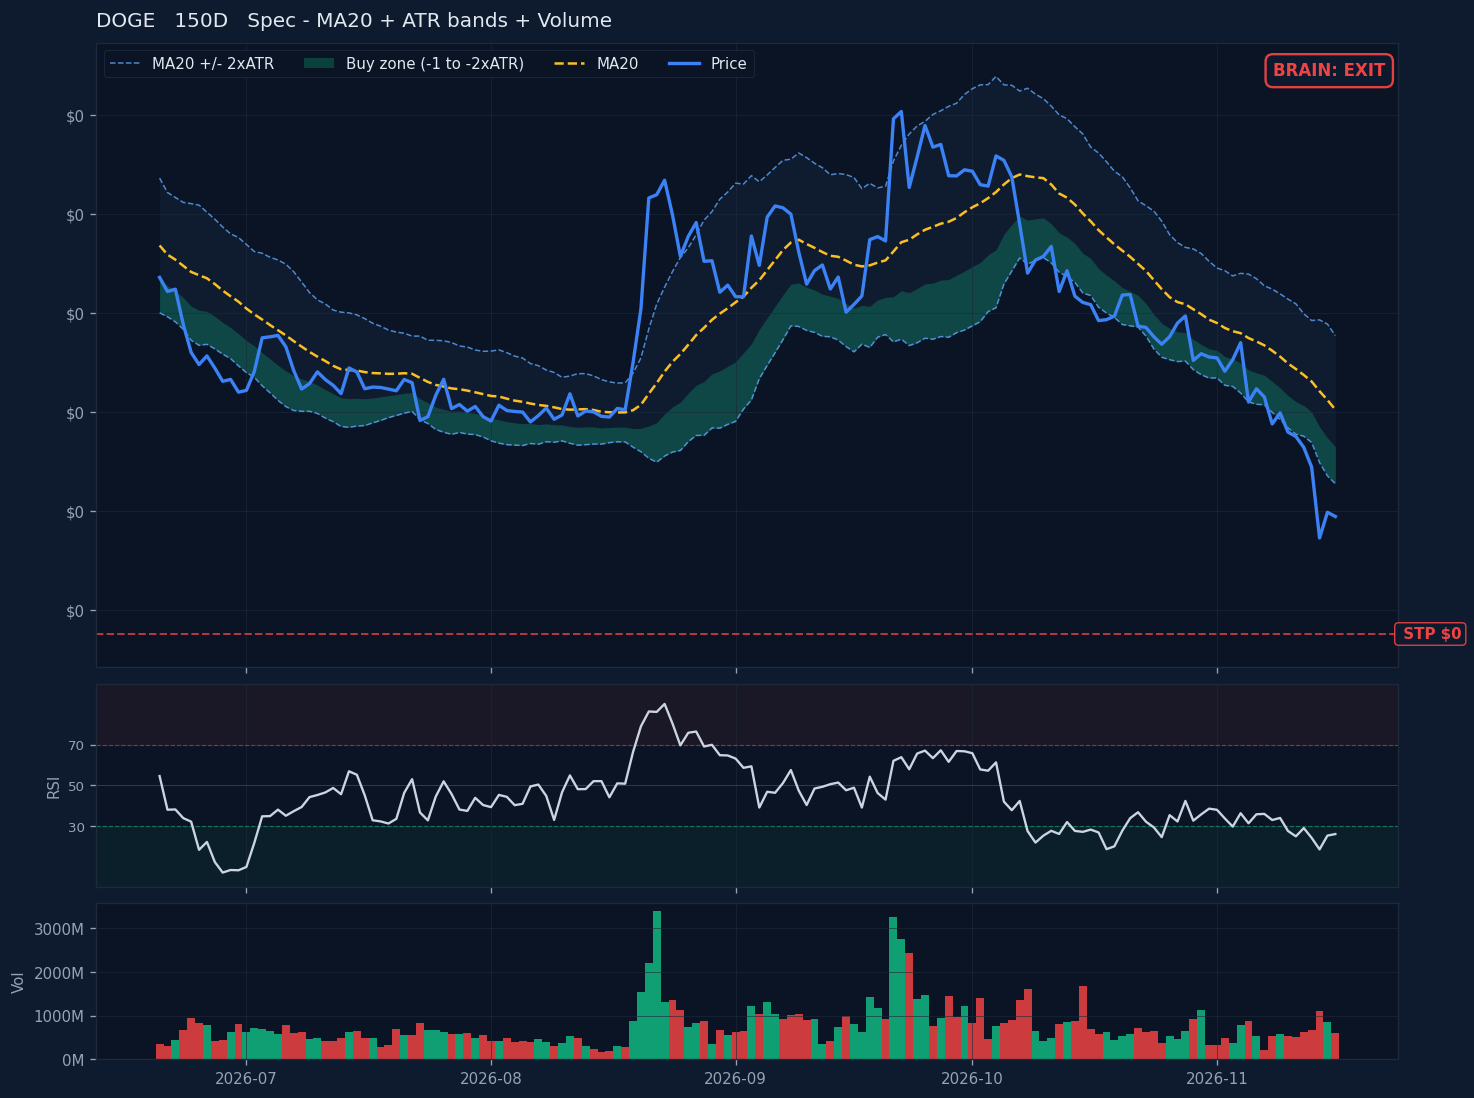 DOGE 150D Spec - MA20 + ATR bands + Volume
MA20 +/- 2xATR Buy zone (-1 to -2xATR) MA20 Price
BRAIN: EXIT
$0
$0
$0
$0
$0
$0
STP $0
70
50
30
RSI
3000M
2000M
1000M
0M
Vol
2026-07 2026-08 2026-09 2026-10 2026-11